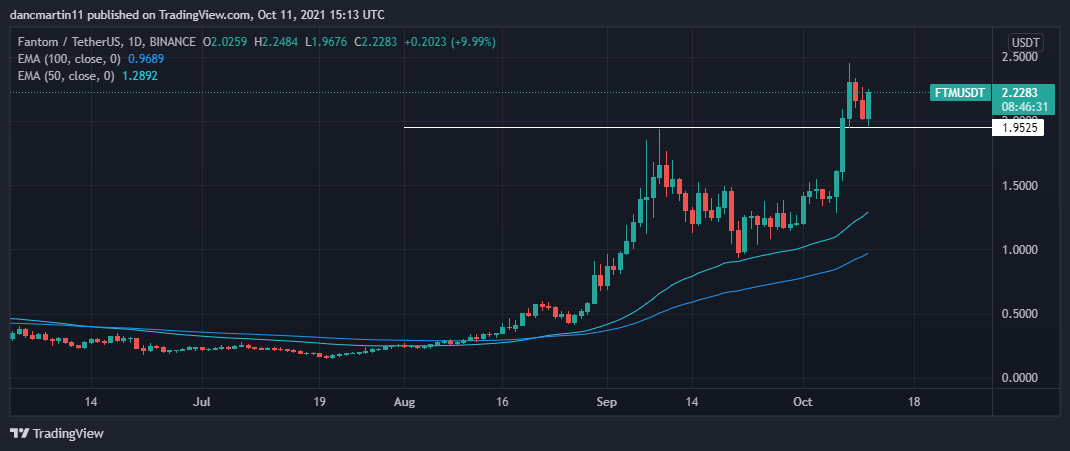 dancmartin11 published on TradingView.com, Oct 11, 2021 15:13 UTC
Fantom / TetherUS, 1D, BINANCE O2.0259 H2.2484 L1.9676 C2.2283 +0.2023 (+9.99%)
EMA (100, close, 0) 0.9689
EMA (50, close, 0) 1.2892
USDT
2.5000
FTMUSDT 2.2283
08:46:31
2.0000
1.9525
1.5000
1.0000
0.5000
0.0000
14 Jul 19 Aug 16 Sep 14 Oct 18
TradingView